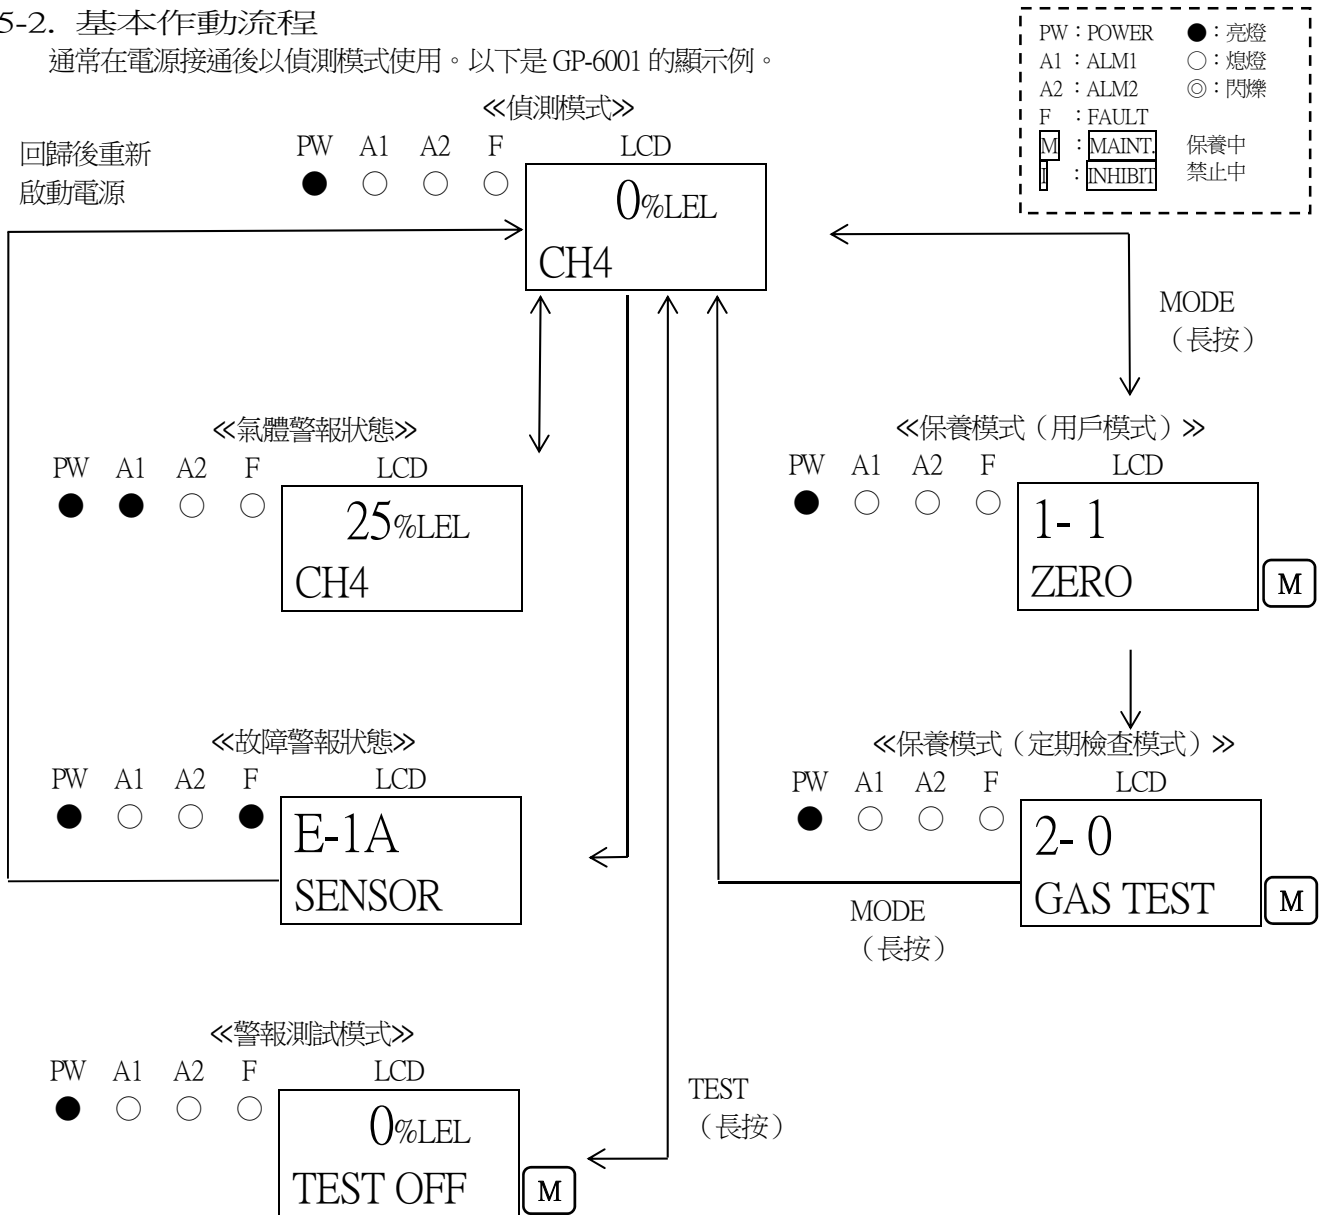 5-2. 基本作動流程
通常在電源接通後以偵測模式使用。以下是 GP-6001 的顯示例。
PW：POWER ●：亮燈
A1：ALM1 ○：熄燈
A2：ALM2 ◎：閃爍
F：FAULT
M：MAINT. 保養中
I：INHIBIT 禁止中
≪偵測模式≫
PW A1 A2 F LCD
● ○ ○ ○
0%LEL
CH4
回歸後重新
啟動電源
MODE
（長按）
≪氣體警報狀態≫
PW A1 A2 F LCD
● ● ○ ○
25%LEL
CH4
≪保養模式（用戶模式）≫
PW A1 A2 F LCD
● ○ ○ ○
1- 1
ZERO
M
≪故障警報狀態≫
PW A1 A2 F LCD
● ○ ○ ●
E-1A
SENSOR
≪保養模式（定期檢查模式）≫
PW A1 A2 F LCD
● ○ ○ ○
2- 0
GAS TEST
M
MODE
（長按）
≪警報測試模式≫
PW A1 A2 F LCD
● ○ ○ ○
0%LEL
TEST OFF
M
TEST
（長按）